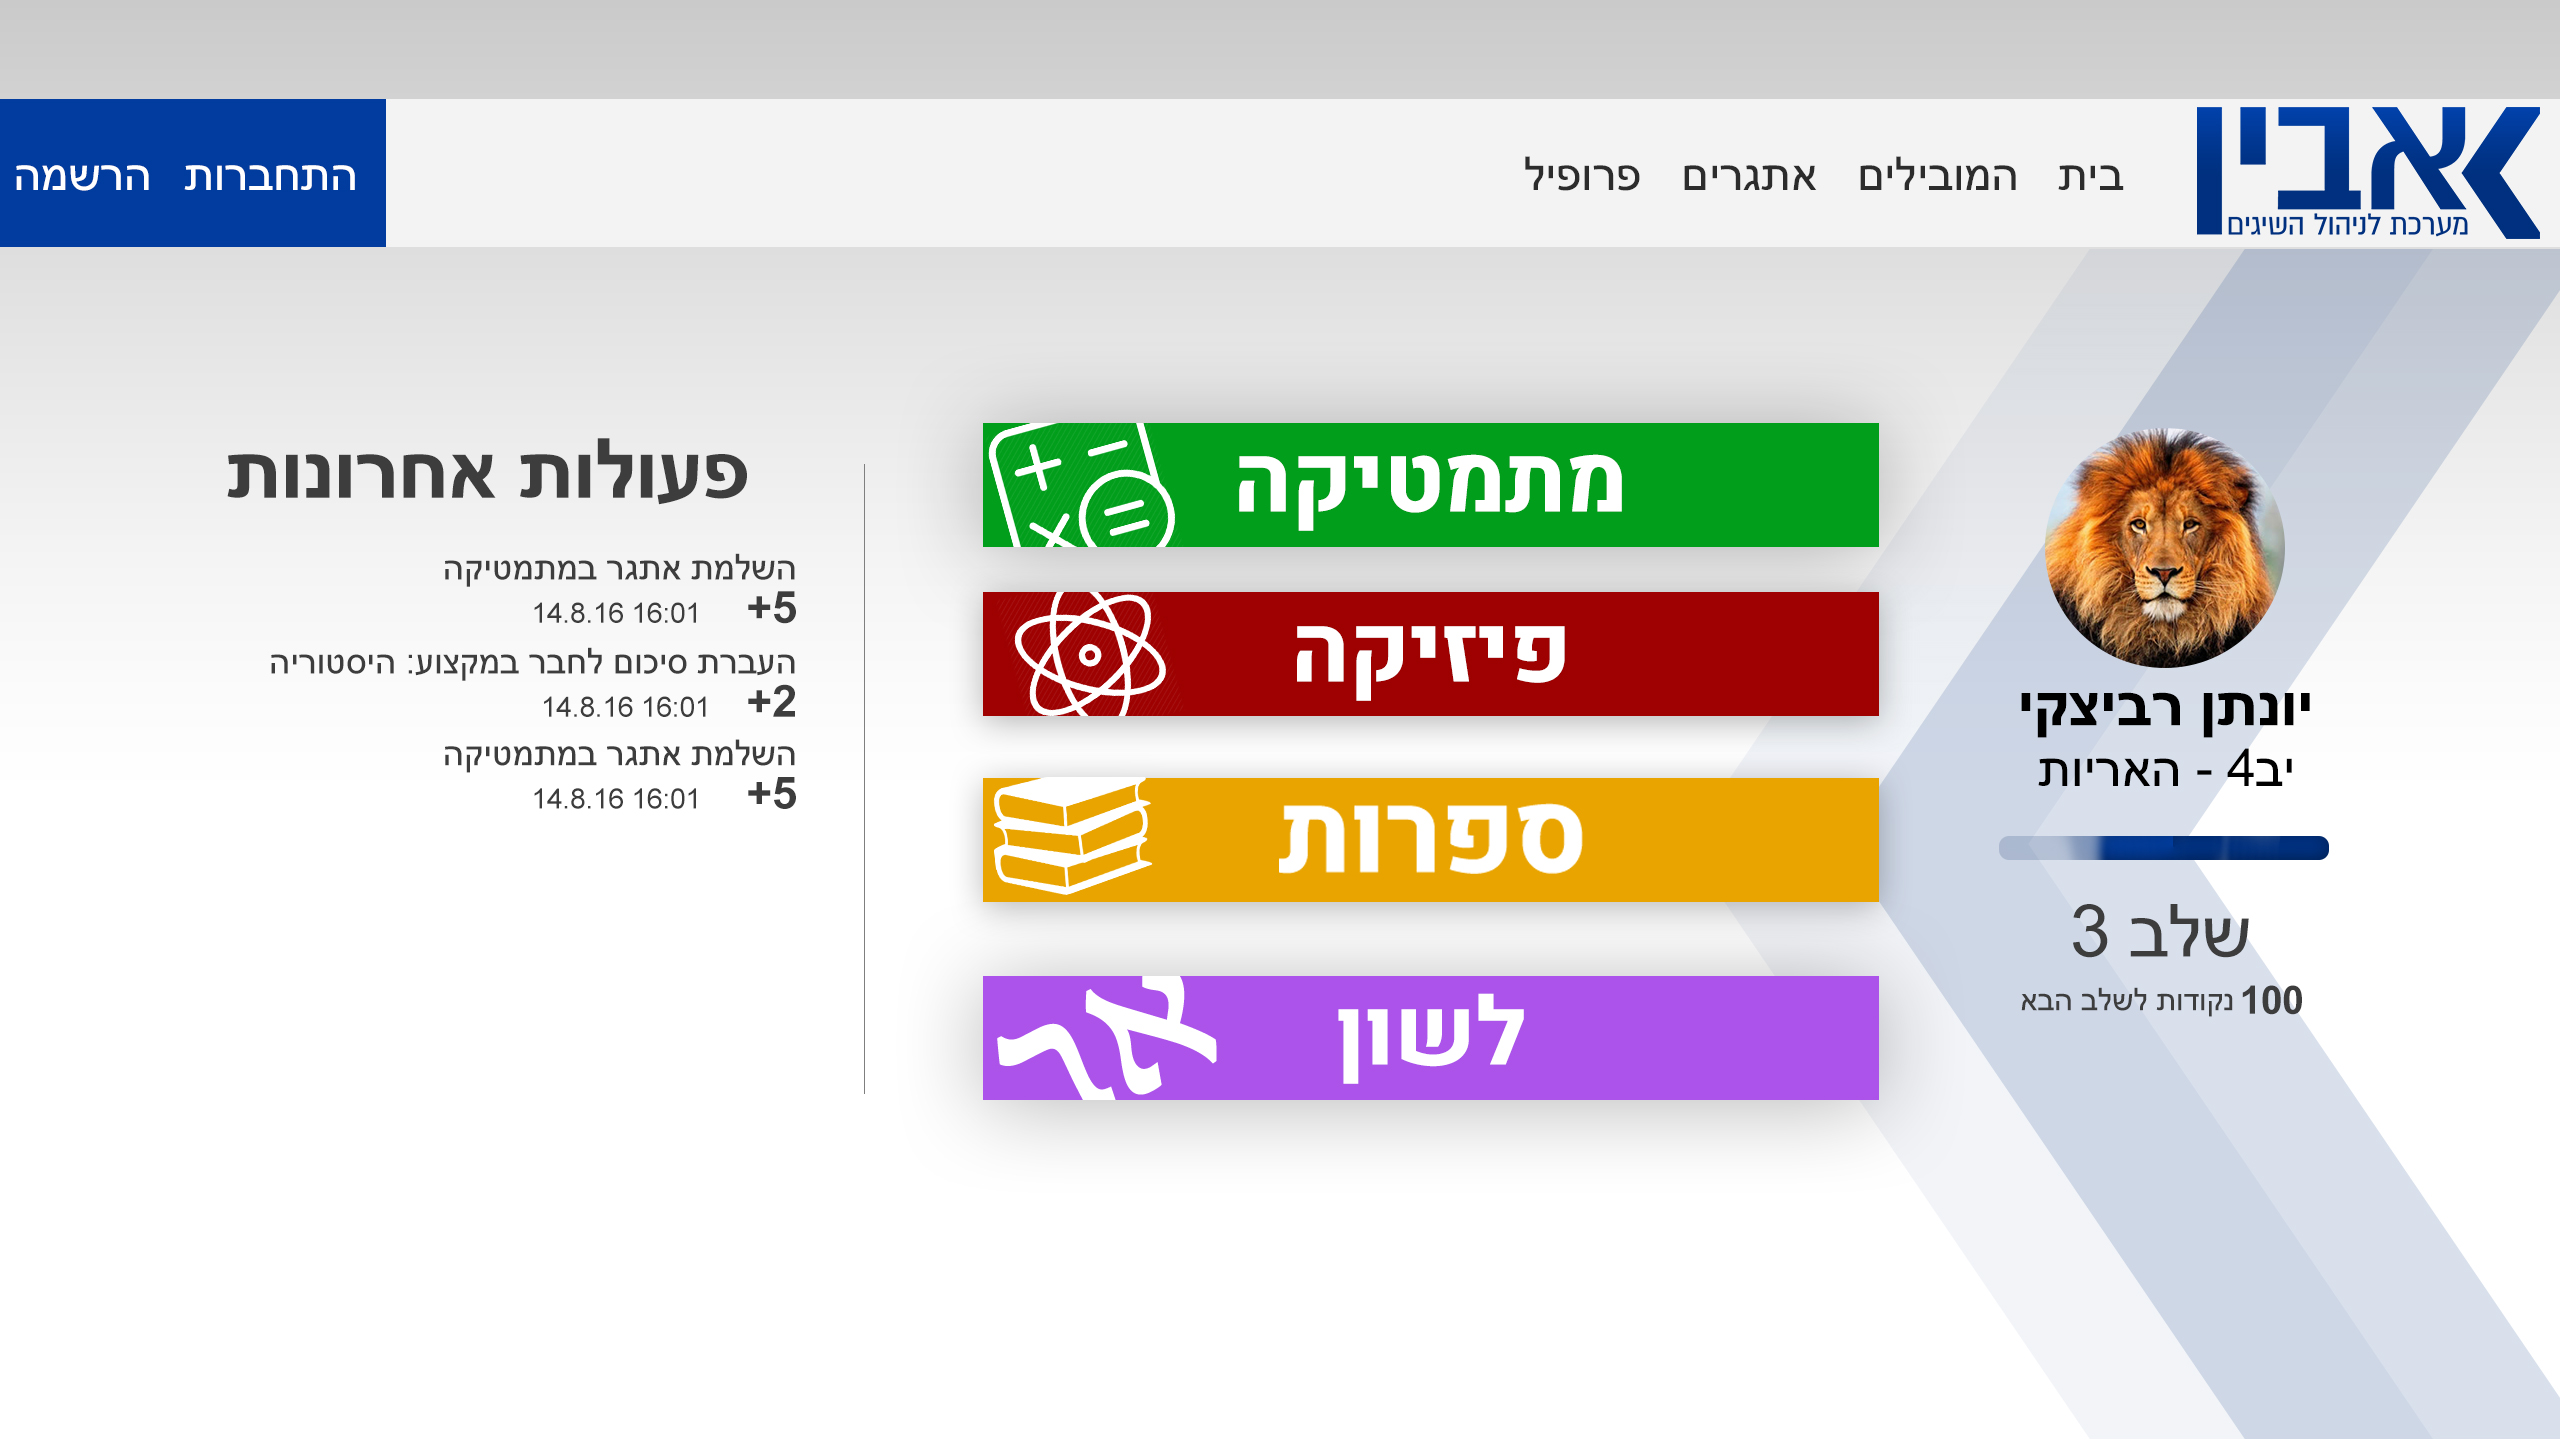 אבין
מערכת לניהול השיגים
בית המובילים אתגרים פרופיל
התחברות הרשמה
יונתן רביצקי
יב4 - האריות
שלב 3
100 נקודות לשלב הבא
מתמטיקה
פיזיקה
ספרות
לשון
אר
פעולות אחרונות
השלמת אתגר במתמטיקה
+5 14.8.16 16:01
העברת סיכום לחבר במקצוע: היסטוריה
+2 14.8.16 16:01
השלמת אתגר במתמטיקה
+5 14.8.16 16:01